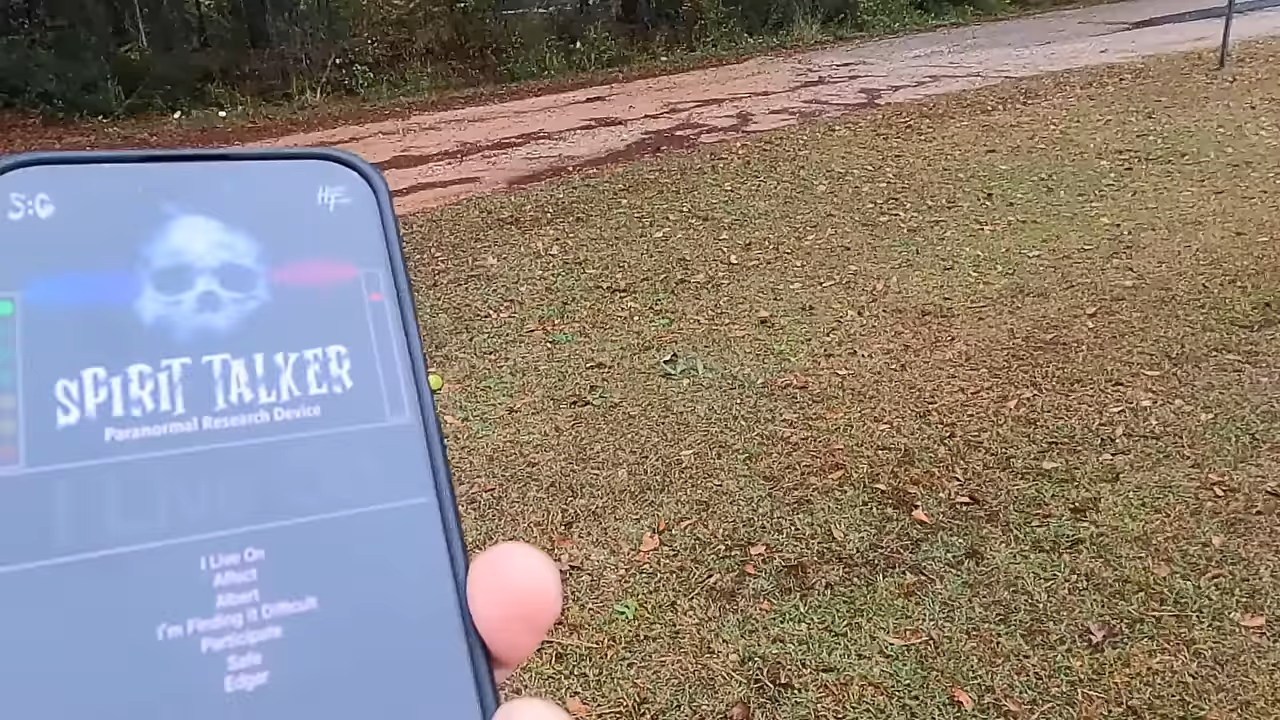 S:G
HF
SPIRIT TALKER
Paranormal Research Device
I Live On
Affect
Albert
I'm Finding It Difficult
Participate
Safe
Edgar